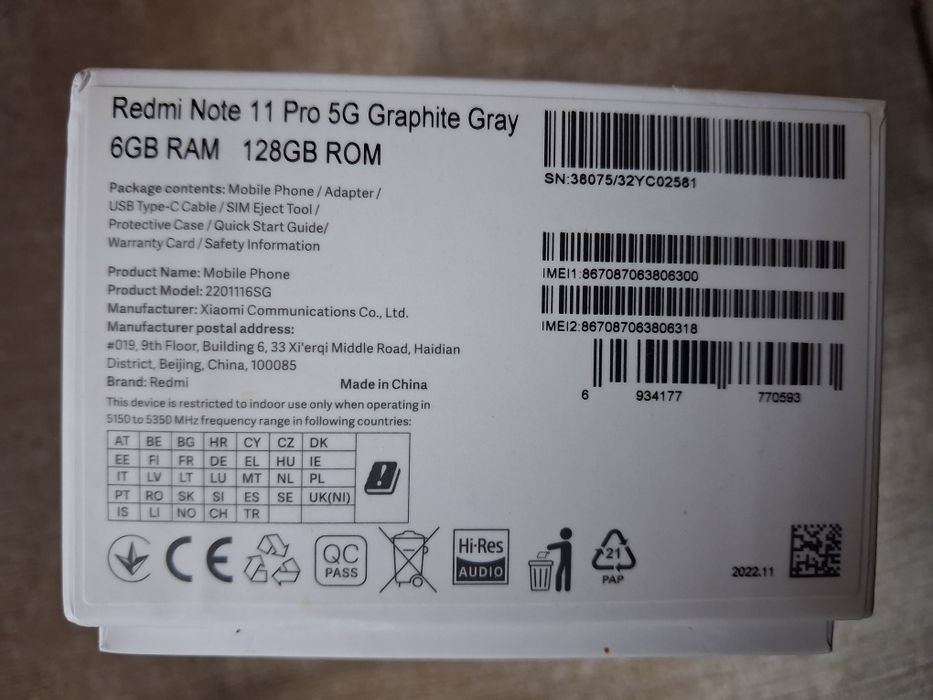 Redmi Note 11 Pro 5G Graphite Gray
6GB RAM 128GB ROM
Package contents: Mobile Phone / Adapter /
USB Type-C Cable / SIM Eject Tool /
Protective Case / Quick Start Guide/
Warranty Card / Safety Information
Product Name: Mobile Phone
Product Model: 2201116SG
Manufacturer: Xiaomi Communications Co., Ltd.
Manufacturer postal address:
#019, 9th Floor, Building 6, 33 Xi'erqi Middle Road, Haidian
District, Beijing, China, 100085
Brand: Redmi Made in China
This device is restricted to indoor use only when operating in
5150 to 5350 MHz frequency range in following countries:
AT BE BG HR CY CZ DK
EE FI FR DE EL HU IE
IT LV LT LU MT NL PL
PT RO SK SI ES SE UK(NI)
IS LI NO CH TR
SN:38075/32YC02581
IMEI1:867087063806300
IMEI2:867087063806318
6 934177 770593
CE
QC
PASS
Hi-Res
AUDIO
21
PAP
2022.11